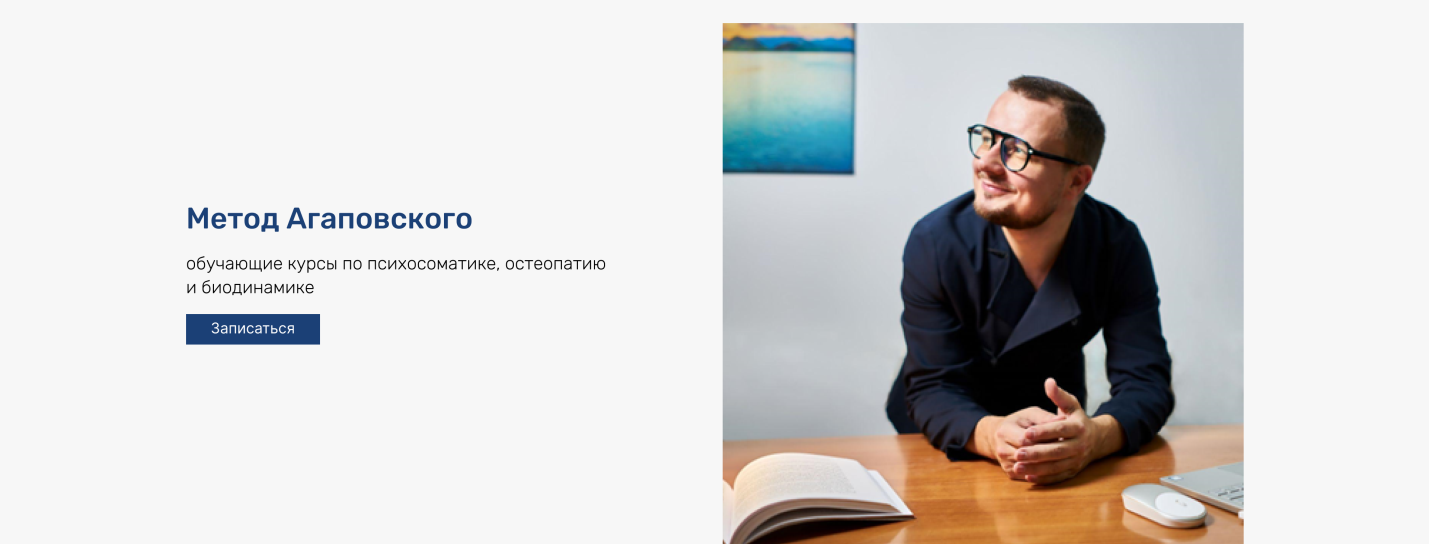 Метод Агаповского
обучающие курсы по психосоматике, остеопатию
и биодинамике
Записаться